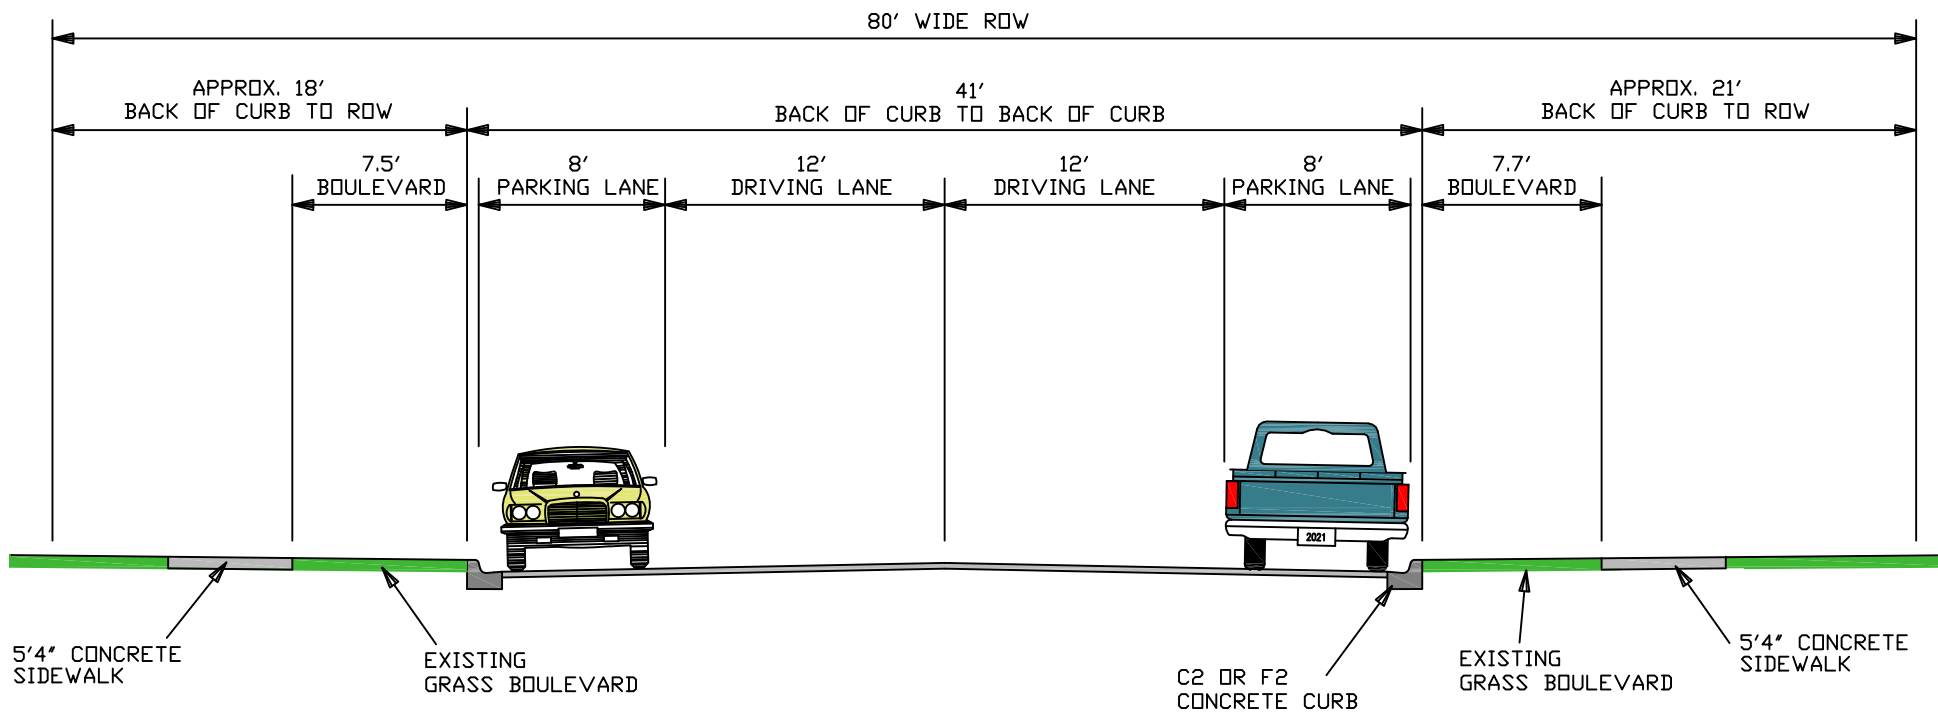 80′ WIDE ROW
APPROX. 18′
BACK OF CURB TO ROW
41′
BACK OF CURB TO BACK OF CURB
APPROX. 21′
BACK OF CURB TO ROW
7.5′
BOULEVARD
8′
PARKING LANE
12′
DRIVING LANE
12′
DRIVING LANE
8′
PARKING LANE
7.7′
BOULEVARD
2021
5′4″ CONCRETE
SIDEWALK
EXISTING
GRASS BOULEVARD
C2 OR F2
CONCRETE CURB
EXISTING
GRASS BOULEVARD
5′4″ CONCRETE
SIDEWALK